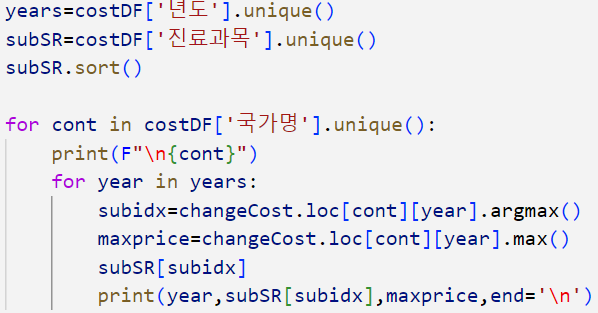 years=costDF['년도'].unique()
subSR=costDF['진료과목'].unique()
subSR.sort()

for cont in costDF['국가명'].unique():
    print(F"\n{cont}")
    for year in years:
        subidx=changeCost.loc[cont][year].argmax()
        maxprice=changeCost.loc[cont][year].max()
        subSR[subidx]
        print(year,subSR[subidx],maxprice,end='\n')